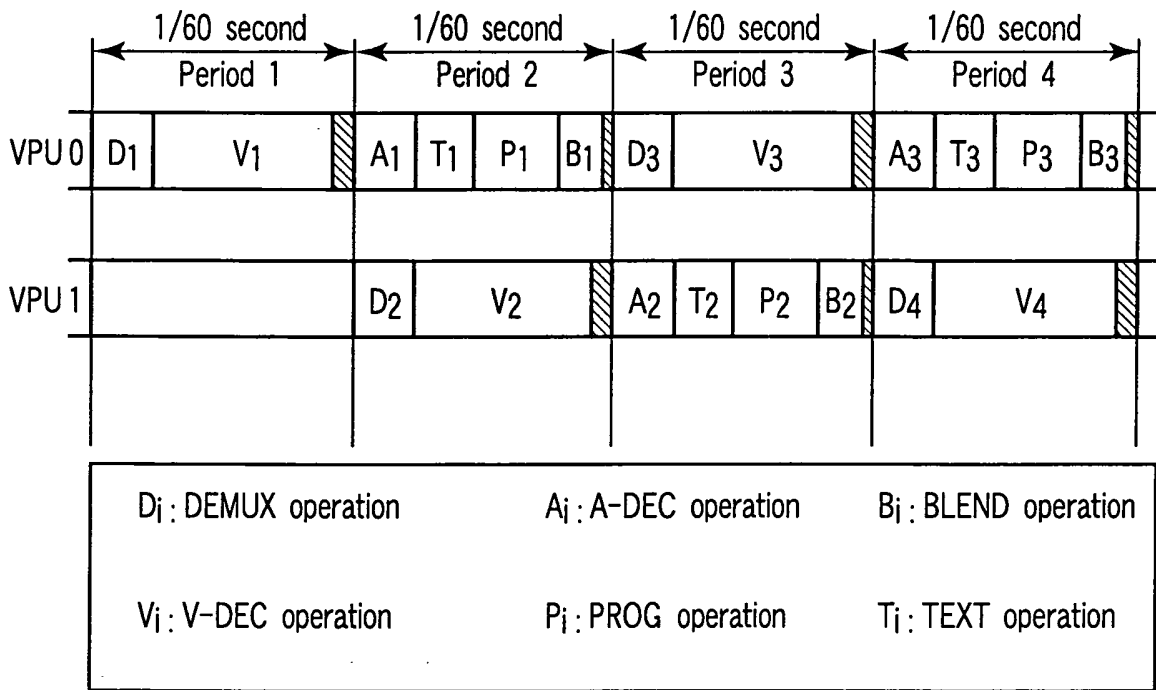 1/60 second 1/60 second 1/60 second 1/60 second
Period 1 Period 2 Period 3 Period 4
VPU 0 D1 V1 A1 T1 P1 B1 D3 V3 A3 T3 P3 B3
VPU 1 D2 V2 A2 T2 P2 B2 D4 V4
Di : DEMUX operation Ai : A-DEC operation Bi : BLEND operation
Vi : V-DEC operation Pi : PROG operation Ti : TEXT operation